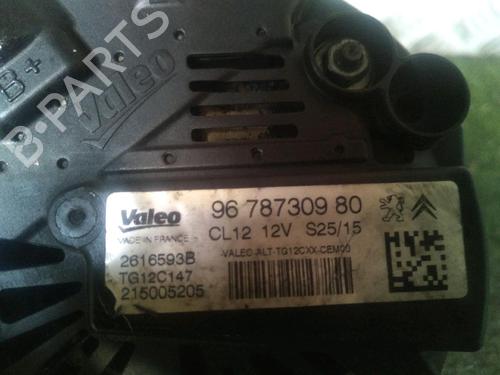 B+
B-PARTS
Valeo
Valeo
96 787309 80
MADE IN FRANCE
CL12 12V S25/15
VALEO-ALT-TG12CXX-CEM00
2616593B
TG12C147
215005205